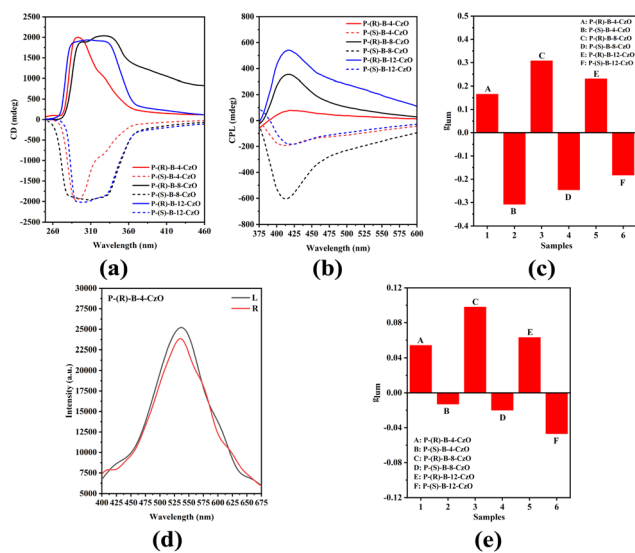 2000
1500
1000
500
0
-500
-1000
-1500
-2000
CD (mdeg)
P-(R)-B-4-CzO
P-(S)-B-4-CzO
P-(R)-B-8-CzO
P-(S)-B-8-CzO
P-(R)-B-12-CzO
P-(S)-B-12-CzO
260 310 360 410 460
Wavelength (nm)
(a)
800
600
400
200
0
-200
-400
-600
-800
CPL (mdeg)
P-(R)-B-4-CzO
P-(S)-B-4-CzO
P-(R)-B-8-CzO
P-(S)-B-8-CzO
P-(R)-B-12-CzO
P-(S)-B-12-CzO
375 400 425 450 475 500 525 550 575 600
Wavelength (nm)
(b)
0.4
0.3
0.2
0.1
0.0
-0.1
-0.2
-0.3
-0.4
glum
A: P-(R)-B-4-CzO
B: P-(S)-B-4-CzO
C: P-(R)-B-8-CzO
D: P-(S)-B-8-CzO
E: P-(R)-B-12-CzO
F: P-(S)-B-12-CzO
A
B
C
D
E
F
1 2 3 4 5 6
Samples
(c)
30000
27500
25000
22500
20000
17500
15000
12500
10000
7500
5000
Intensity (a.u.)
P-(R)-B-4-CzO
L
R
400 425 450 475 500 525 550 575 600 625 650 675
Wavelength (nm)
(d)
0.12
0.08
0.04
0.00
-0.04
-0.08
-0.12
glum
A
B
C
D
E
F
A: P-(R)-B-4-CzO
B: P-(S)-B-4-CzO
C: P-(R)-B-8-CzO
D: P-(S)-B-8-CzO
E: P-(R)-B-12-CzO
F: P-(S)-B-12-CzO
1 2 3 4 5 6
Samples
(e)